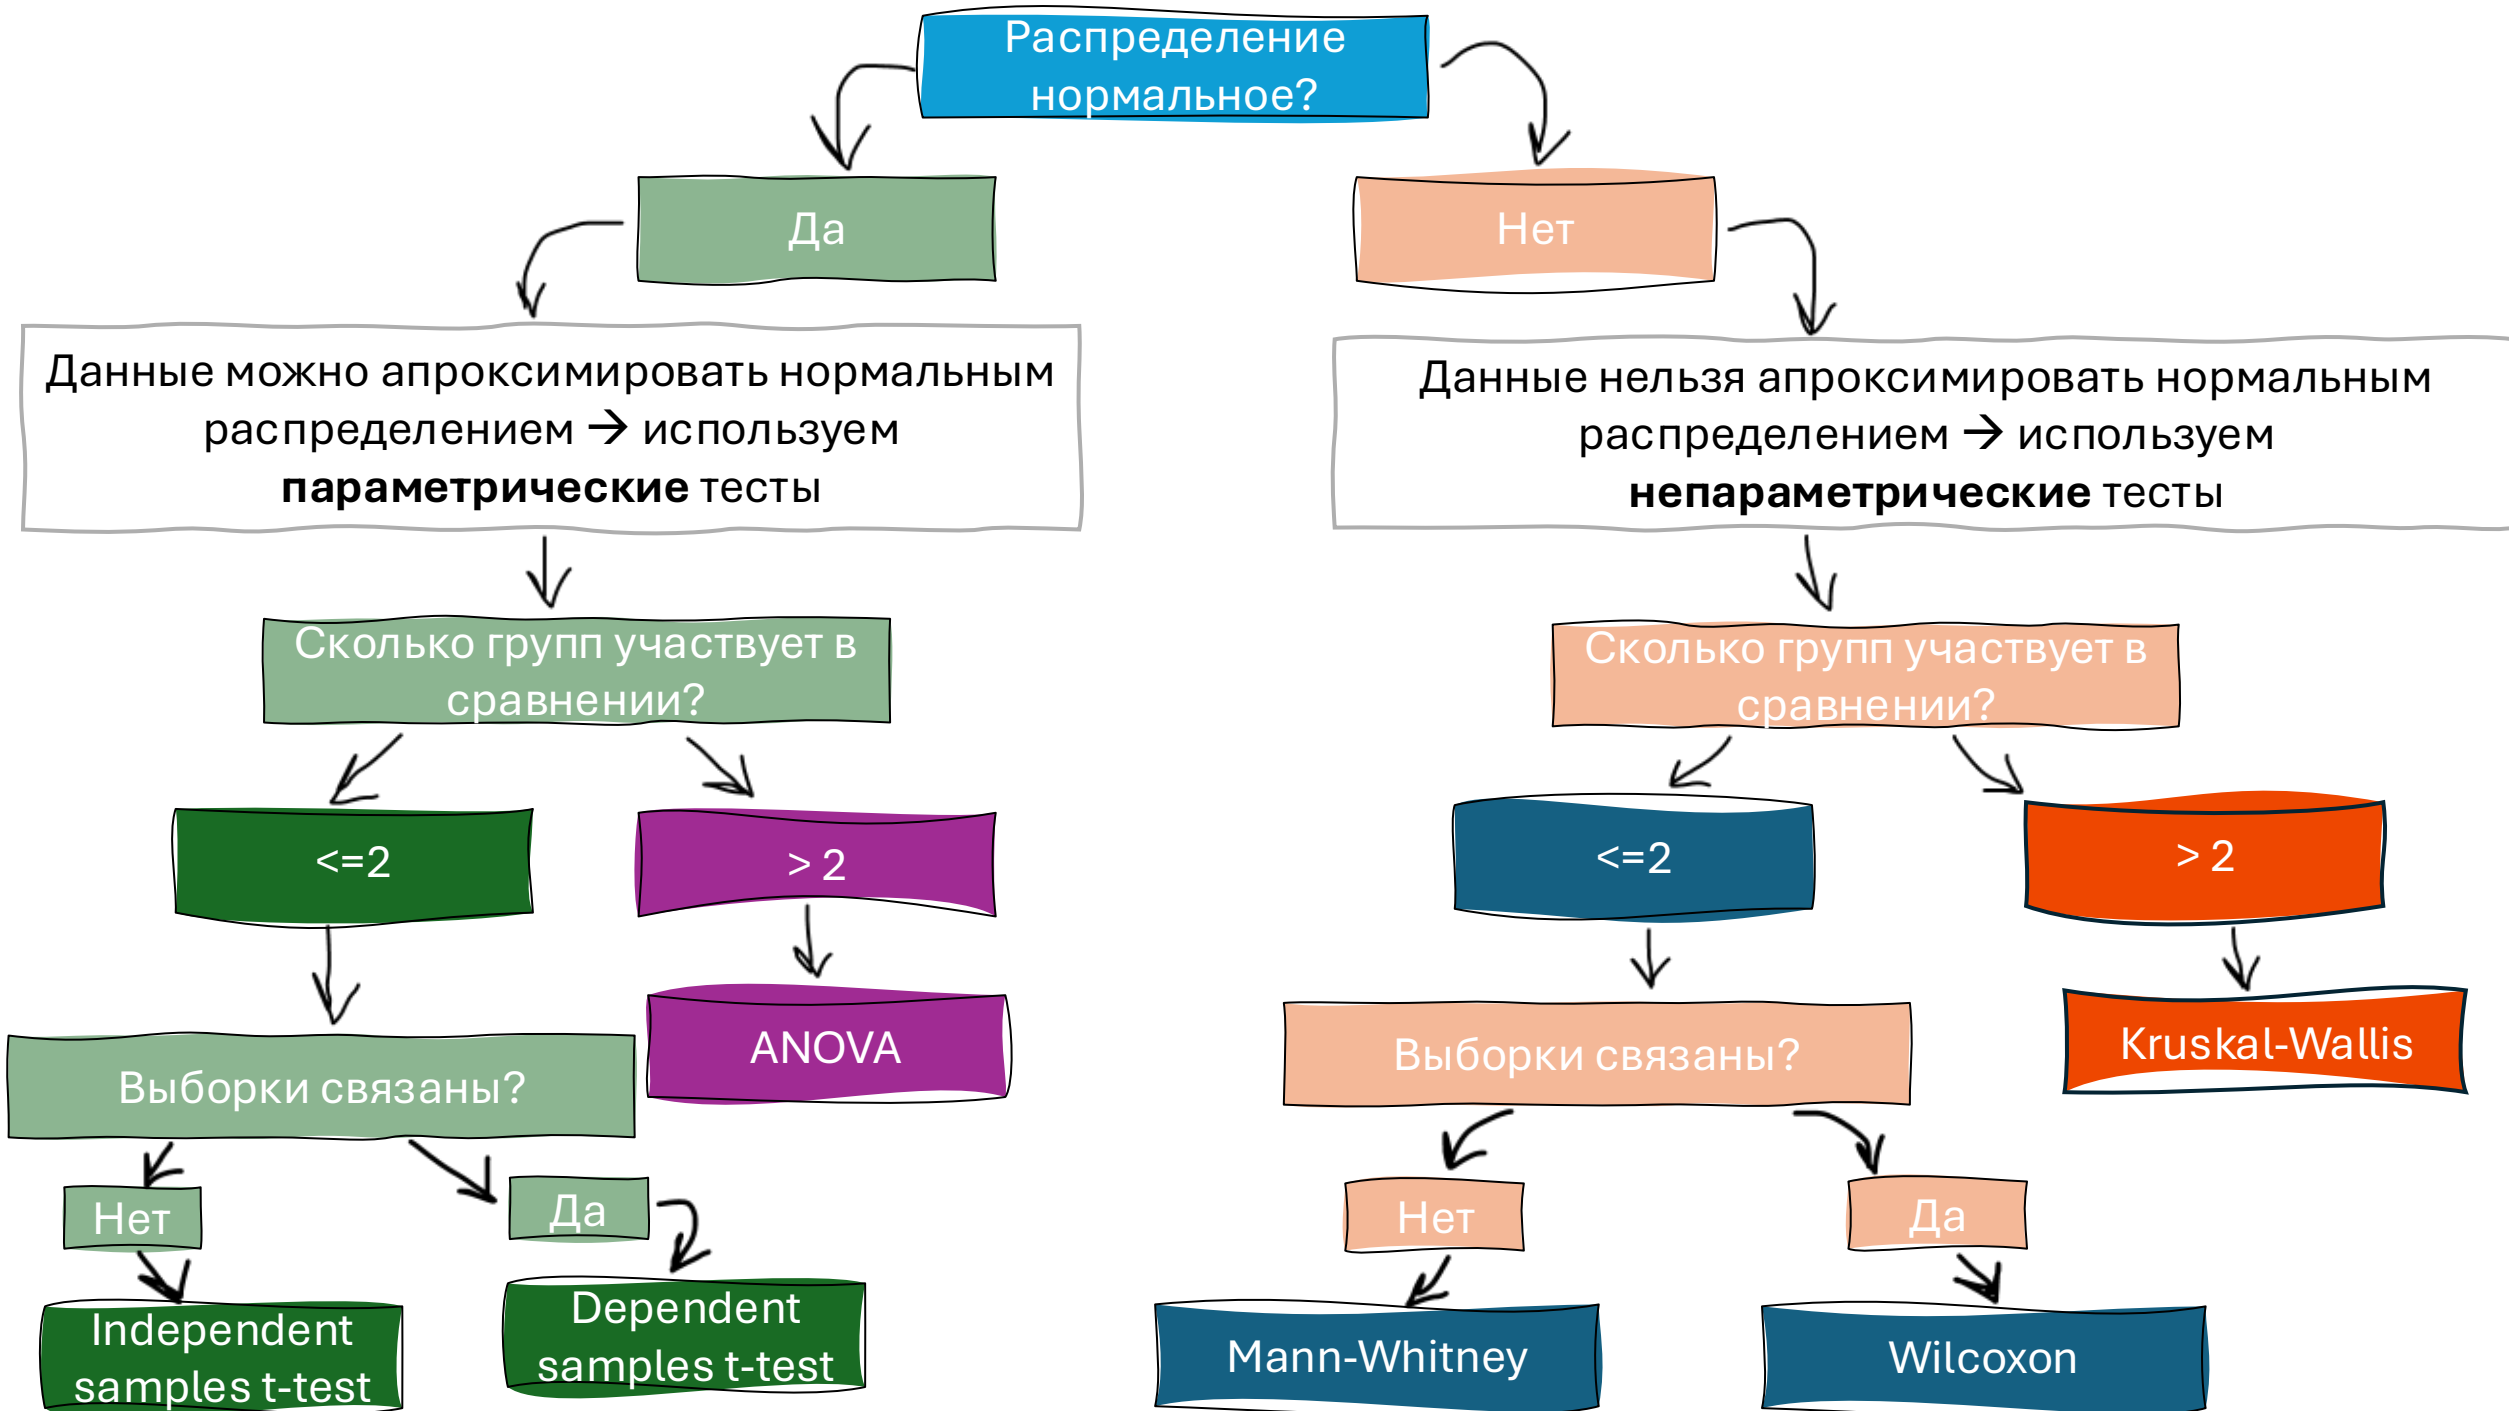 Распределение
нормальное?
Да
Нет
Данные можно апроксимировать нормальным
распределением → используем
параметрические тесты
Данные нельзя апроксимировать нормальным
распределением → используем
непараметрические тесты
Сколько групп участвует в
сравнении?
Сколько групп участвует в
сравнении?
<=2
> 2
<=2
> 2
ANOVA
Kruskal-Wallis
Выборки связаны?
Выборки связаны?
Нет
Да
Нет
Да
Independent
samples t-test
Dependent
samples t-test
Mann-Whitney
Wilcoxon